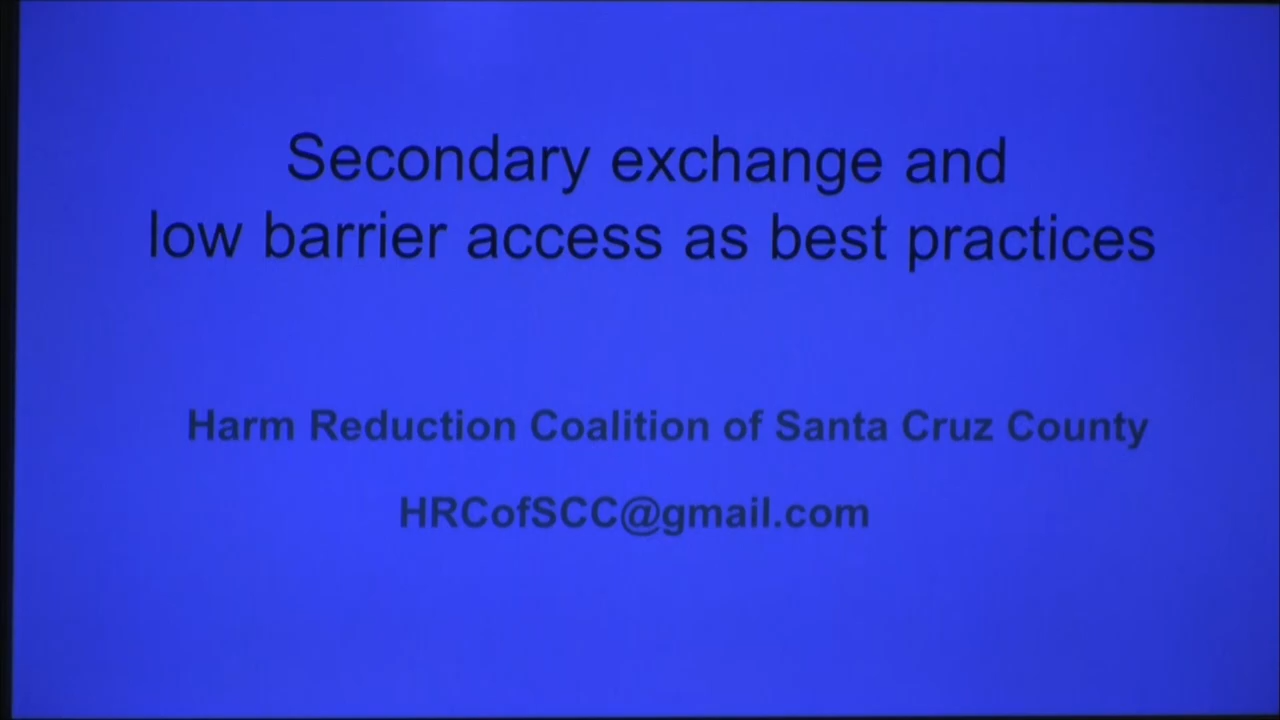 Secondary exchange and
low barrier access as best practices
Harm Reduction Coalition of Santa Cruz County
HRCofSCC@gmail.com